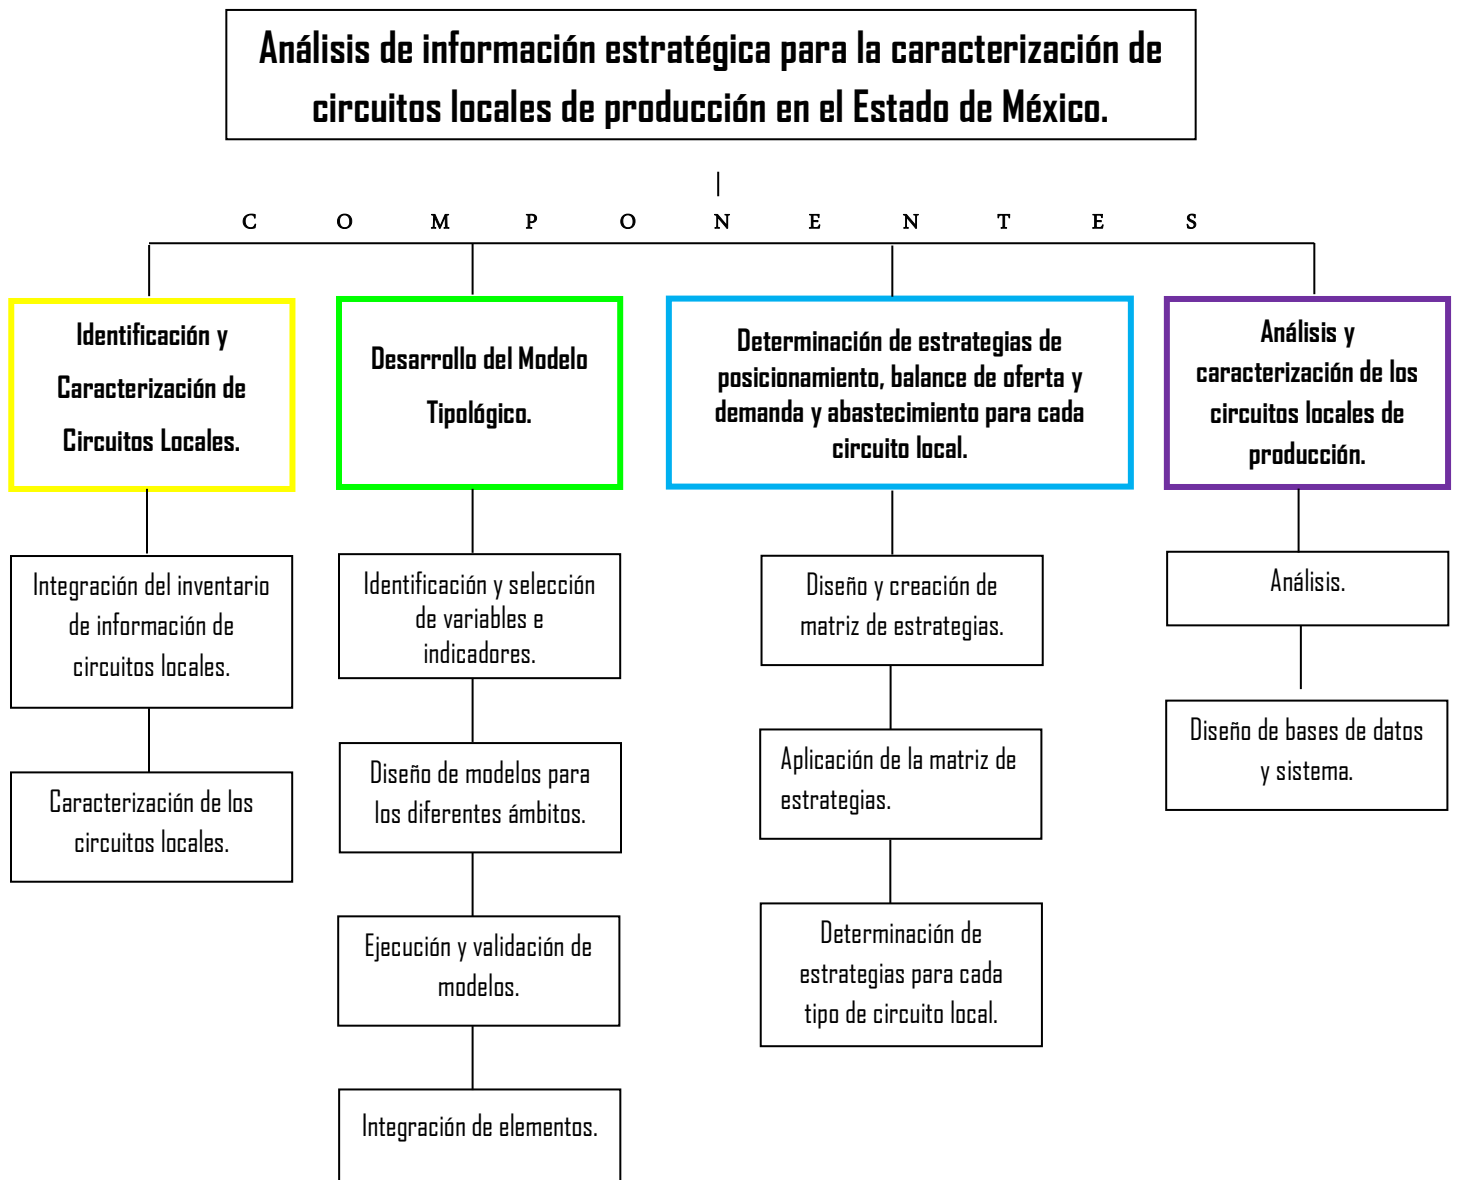 Análisis de información estratégica para la caracterización de
circuitos locales de producción en el Estado de México.
C O M P O N E N T E S
Identificación y
Caracterización de
Circuitos Locales.
Desarrollo del Modelo
Tipológico.
Determinación de estrategias de
posicionamiento, balance de oferta y
demanda y abastecimiento para cada
circuito local.
Análisis y
caracterización de los
circuitos locales de
producción.
Integración del inventario
de información de
circuitos locales.
Caracterización de los
circuitos locales.
Identificación y selección
de variables e
indicadores.
Diseño de modelos para
los diferentes ámbitos.
Ejecución y validación de
modelos.
Integración de elementos.
Diseño y creación de
matriz de estrategias.
Aplicación de la matriz de
estrategias.
Determinación de
estrategias para cada
tipo de circuito local.
Análisis.
Diseño de bases de datos
y sistema.